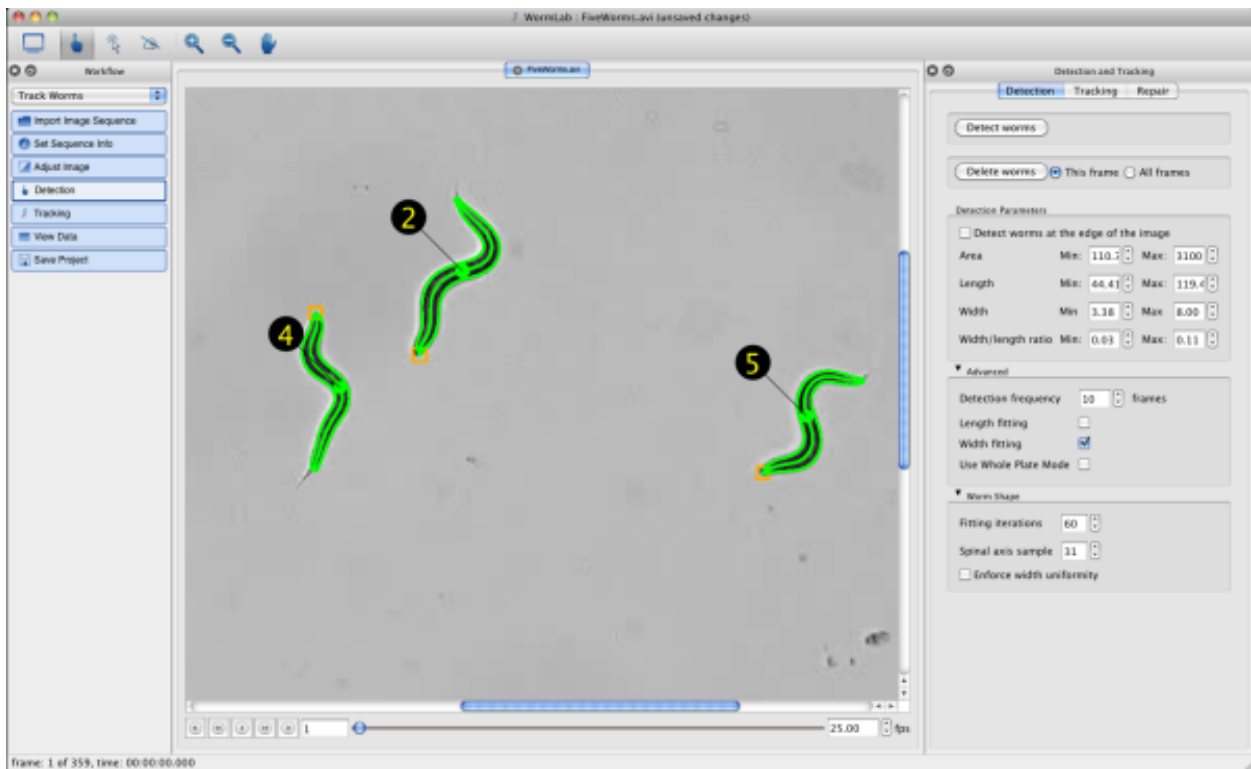 WormLab : FiveWorms.avi (unsaved changes)
Workflow
FiveWorms.avi
Detection and Tracking
Track Worms
Import Image Sequence
Set Sequence Info
Adjust Image
Detection
Tracking
View Data
Save Project
2
4
5
Detection Tracking Repair
Detect worms
Delete worms This frame All frames
Detection Parameters
Detect worms at the edge of the image
Area Min: Max: 3100
Length Min: 44.41 Max: 119.4
Width Min 3.38 Max 8.00
Width/length ratio Min: 0.03 Max: 0.11
Advanced
Detection frequency 10 frames
Length fitting
Width fitting
Use Whole Plate Mode
Worm Shape
Fitting iterations 60
Spinal axis sample
Enforce width uniformity
1 25.00 fps
frame: 1 of 359, time: 00:00:00.000